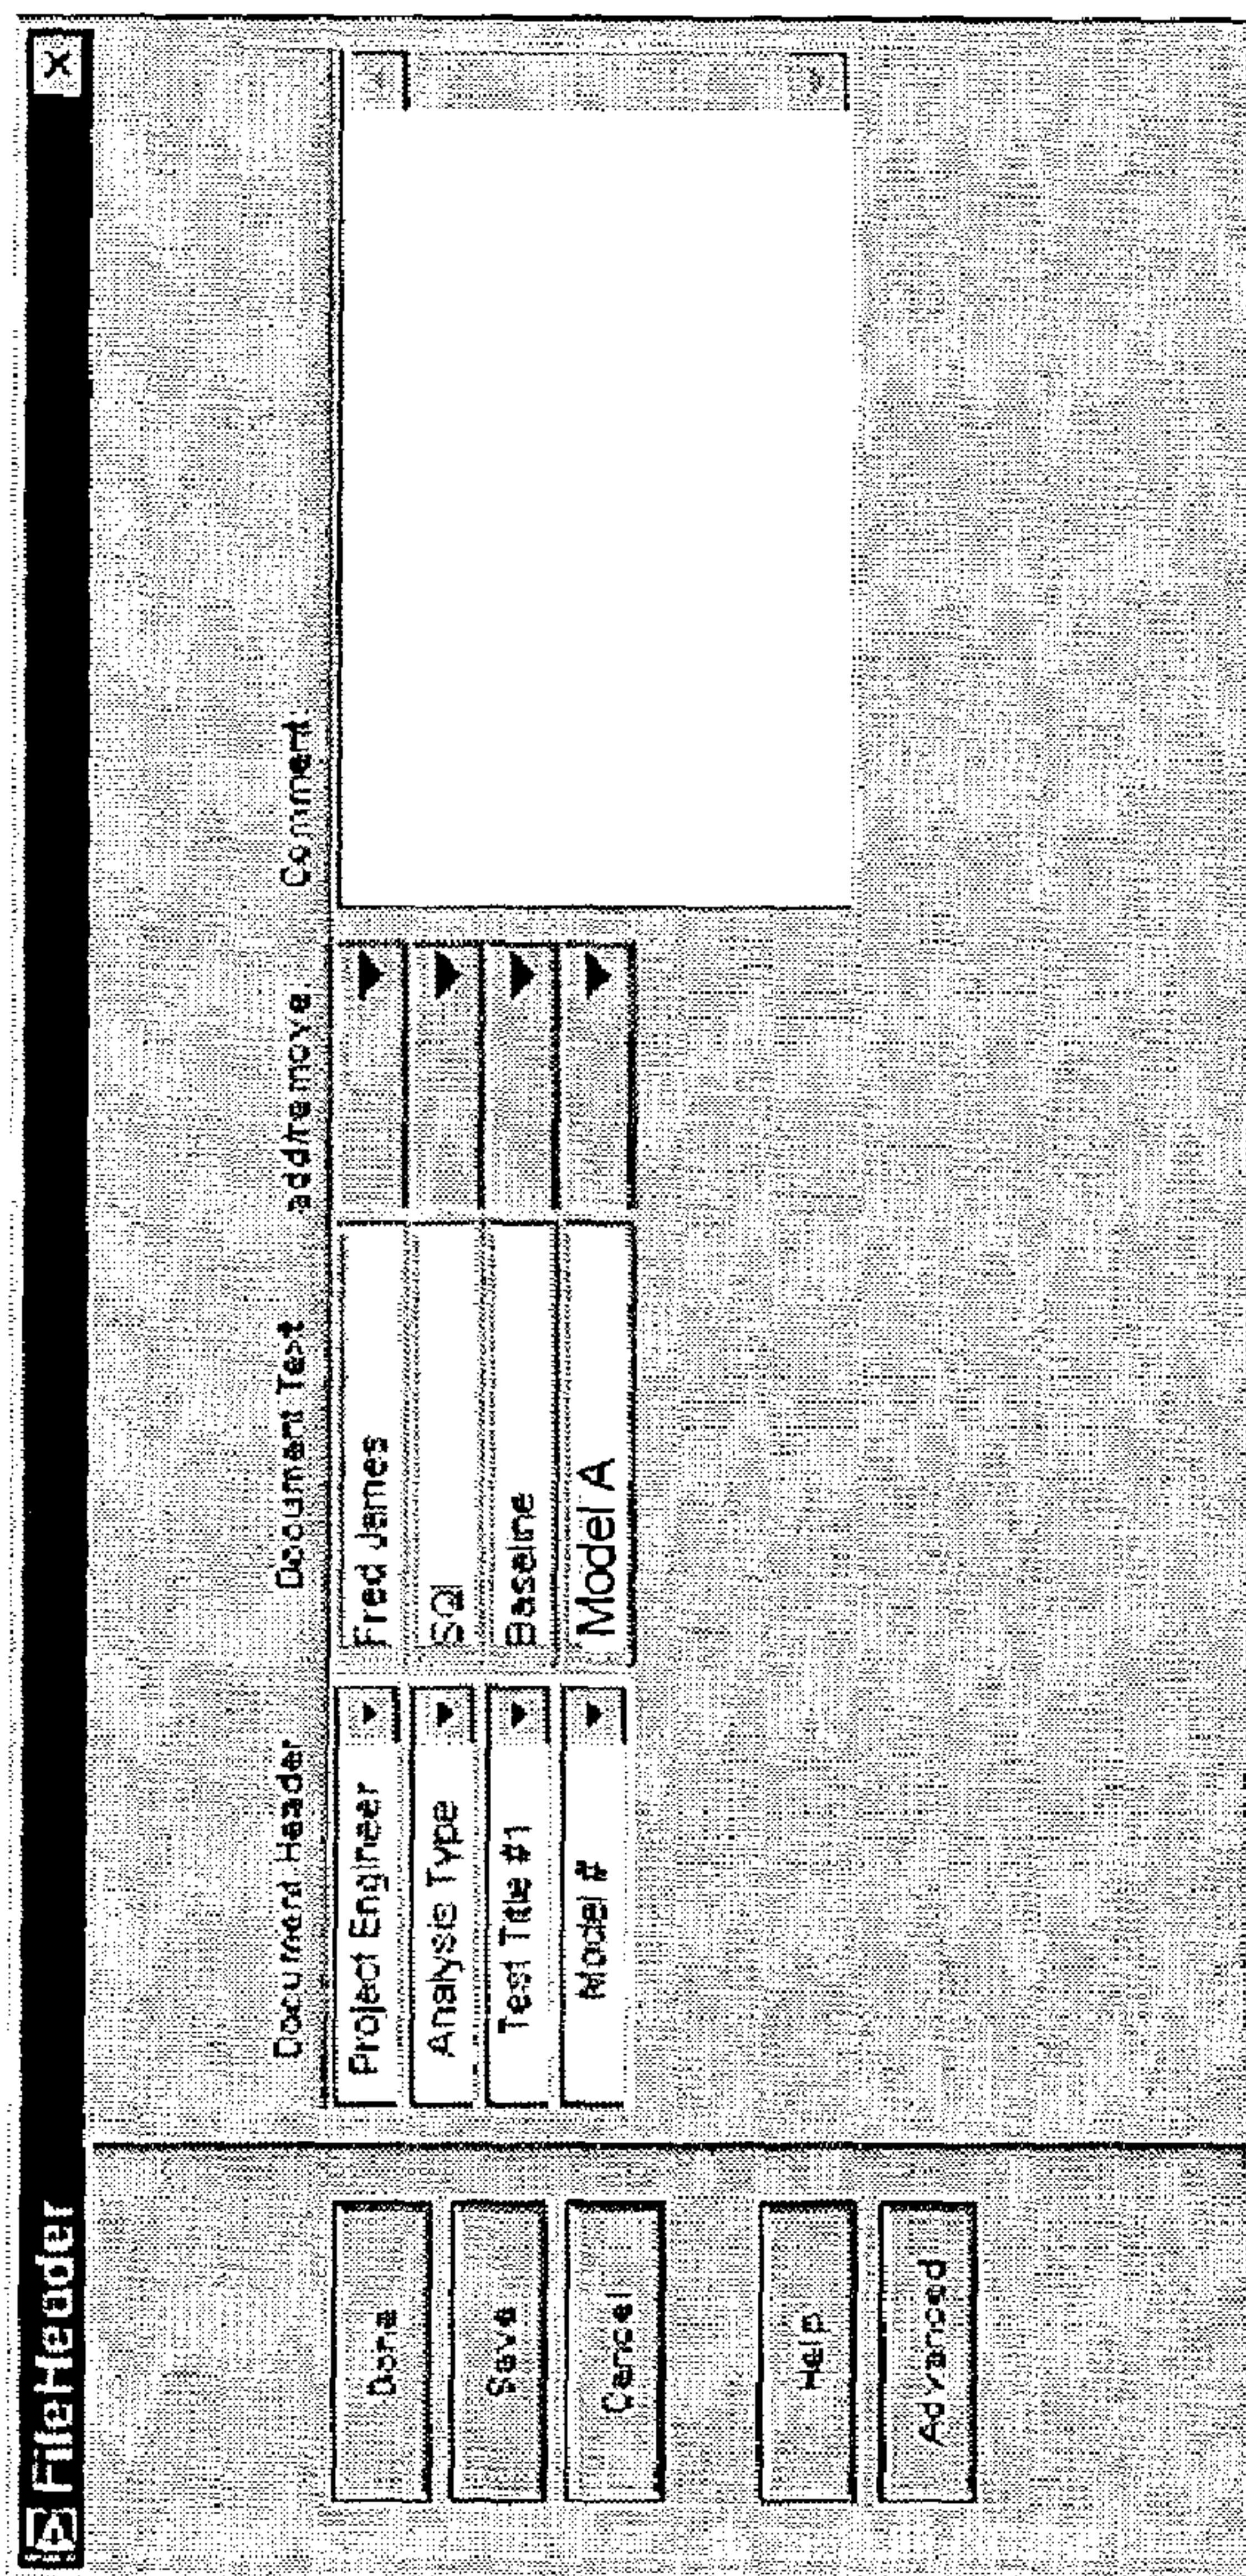 FileHeader
Done
Save
Cancel
Help
Advanced
Document Header
Document Test
add/remove
Comment
Project Engineer
Fred James
Analysis Type
SQL
Test Title #1
Baseline
Model #
Model A